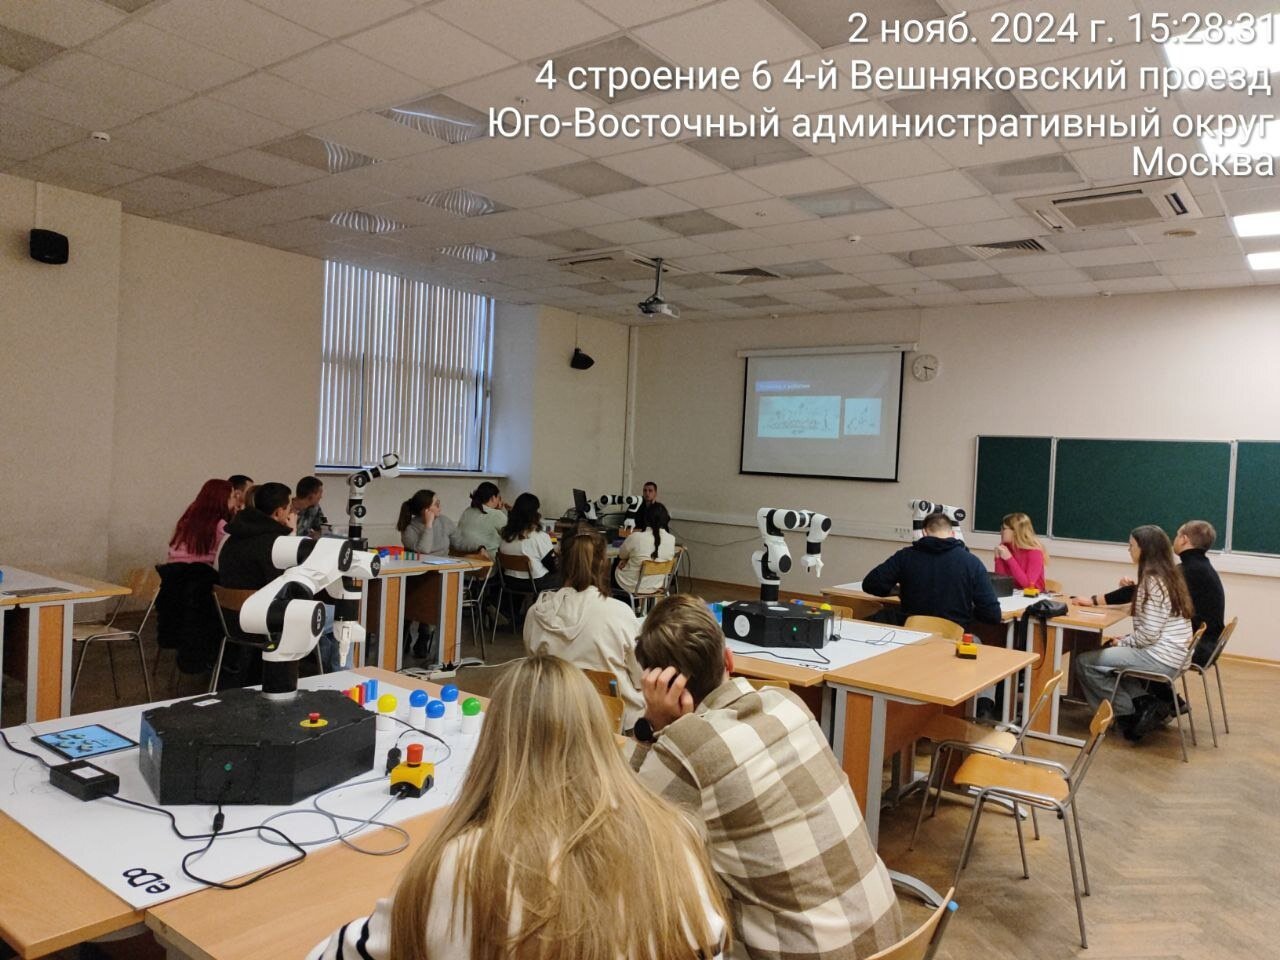 2 нояб. 2024 г. 15:28:31
4 строение 6 4-й Вешняковский проезд
Юго-Восточный административный округ
Москва